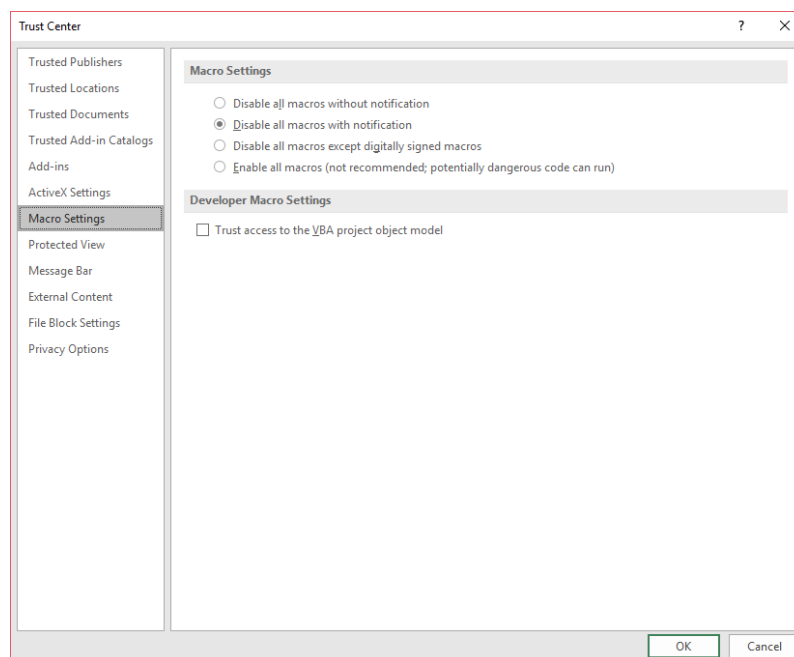 Trust Center
?
Trusted Publishers
Trusted Locations
Trusted Documents
Trusted Add-in Catalogs
Add-ins
ActiveX Settings
Macro Settings
Protected View
Message Bar
External Content
File Block Settings
Privacy Options
Macro Settings
Disable all macros without notification
Disable all macros with notification
Disable all macros except digitally signed macros
Enable all macros (not recommended; potentially dangerous code can run)
Developer Macro Settings
Trust access to the VBA project object model
OK
Cancel